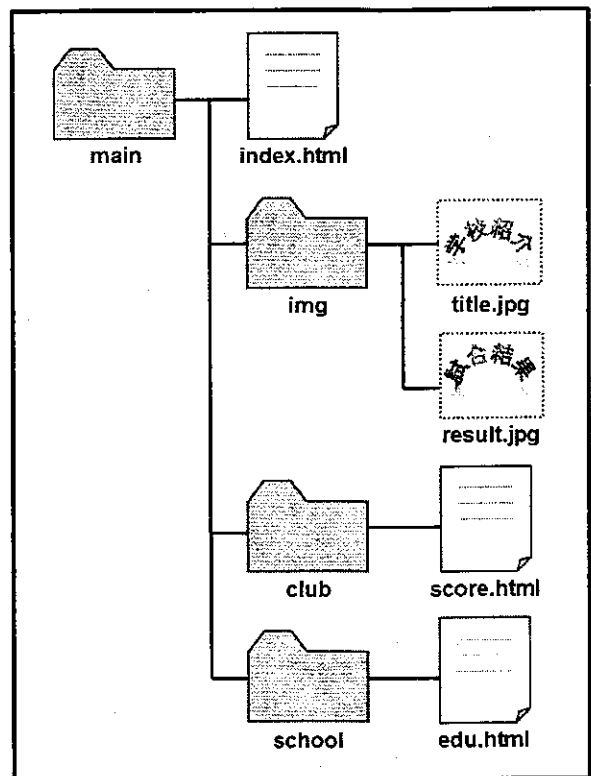 main
index.html
img
学校紹介
title.jpg
試合結果
result.jpg
club
score.html
school
edu.html